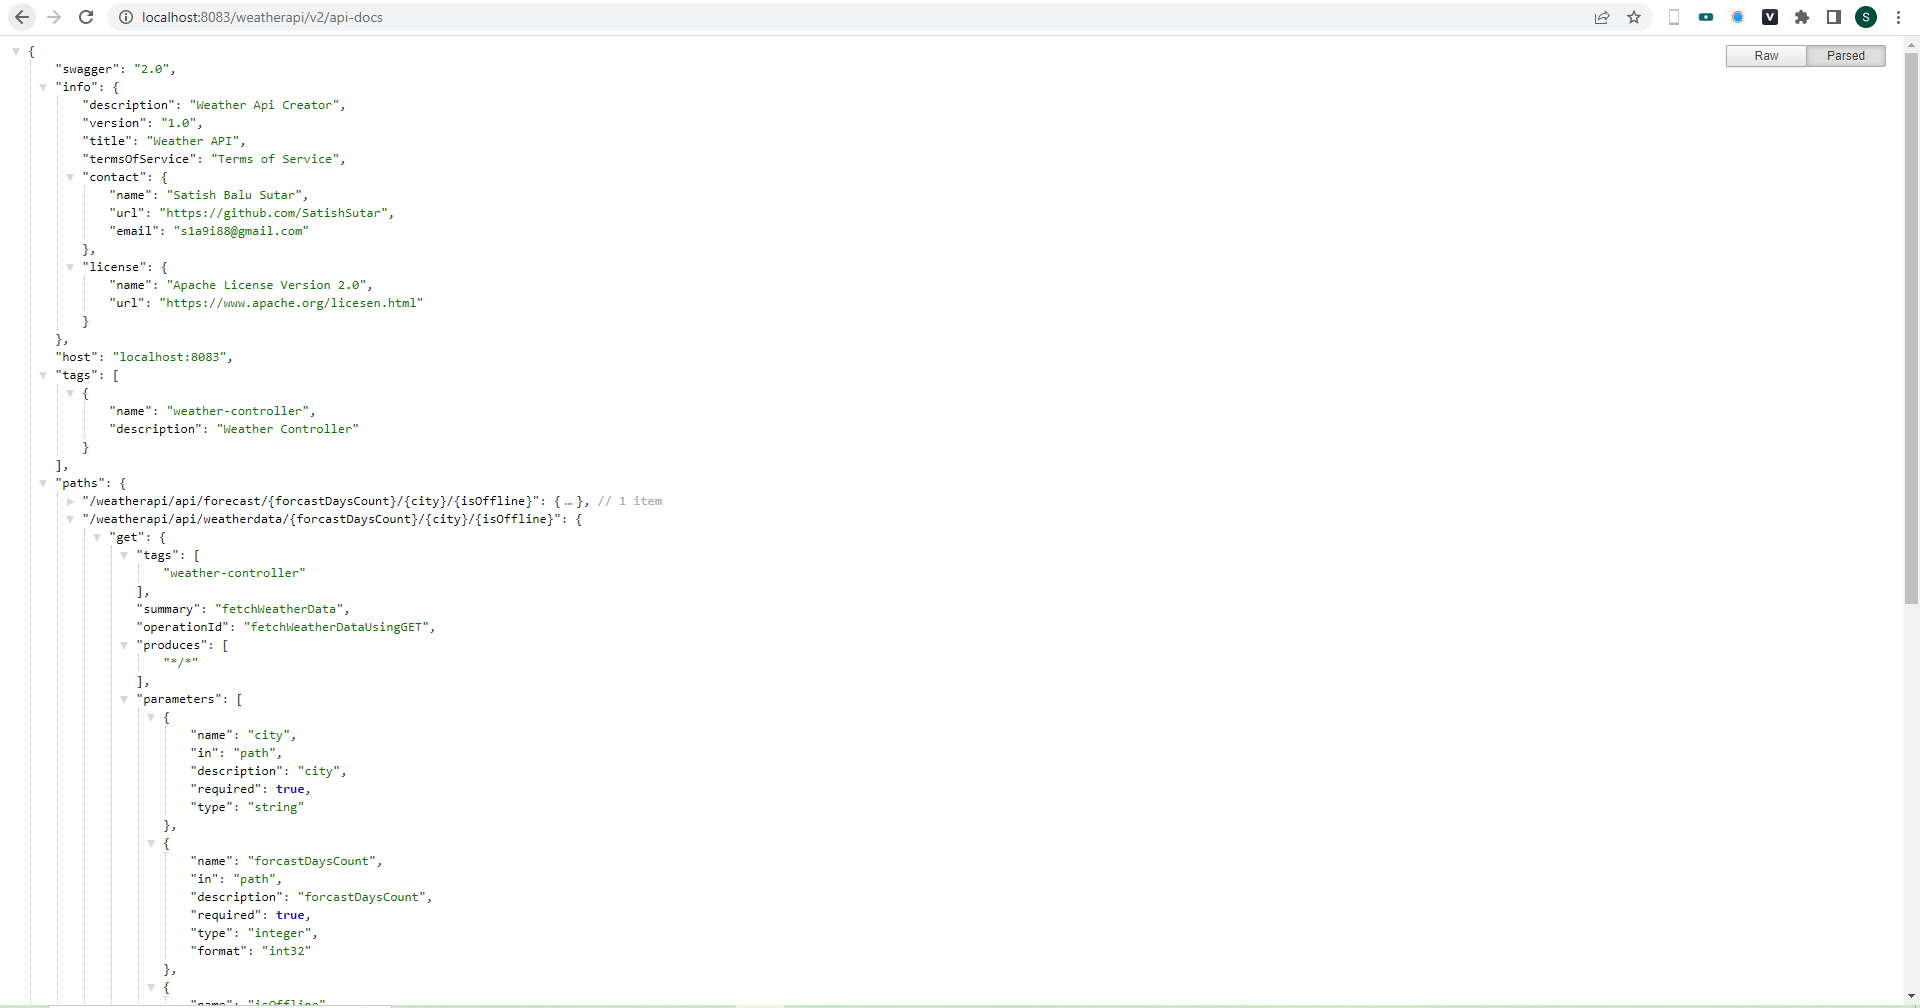 localhost:8083/weatherapi/v2/api-docs
V
S
Raw
Parsed
{
"swagger": "2.0",
"info": {
"description": "Weather Api Creator",
"version": "1.0",
"title": "Weather API",
"termsOfService": "Terms of Service",
"contact": {
"name": "Satish Balu Sutar",
"url": "https://github.com/SatishSutar",
"email": "s1a9i88@gmail.com"
},
"license": {
"name": "Apache License Version 2.0",
"url": "https://www.apache.org/licesen.html"
}
},
"host": "localhost:8083",
"tags": [
{
"name": "weather-controller",
"description": "Weather Controller"
}
],
"paths": {
"/weatherapi/api/forecast/{forcastDaysCount}/{city}/{isOffline}": { … }, // 1 item
"/weatherapi/api/weatherdata/{forcastDaysCount}/{city}/{isOffline}": {
"get": {
"tags": [
"weather-controller"
],
"summary": "fetchWeatherData",
"operationId": "fetchWeatherDataUsingGET",
"produces": [
"*/*"
],
"parameters": [
{
"name": "city",
"in": "path",
"description": "city",
"required": true,
"type": "string"
},
{
"name": "forcastDaysCount",
"in": "path",
"description": "forcastDaysCount",
"required": true,
"type": "integer",
"format": "int32"
},
{
"name": "isOffline"